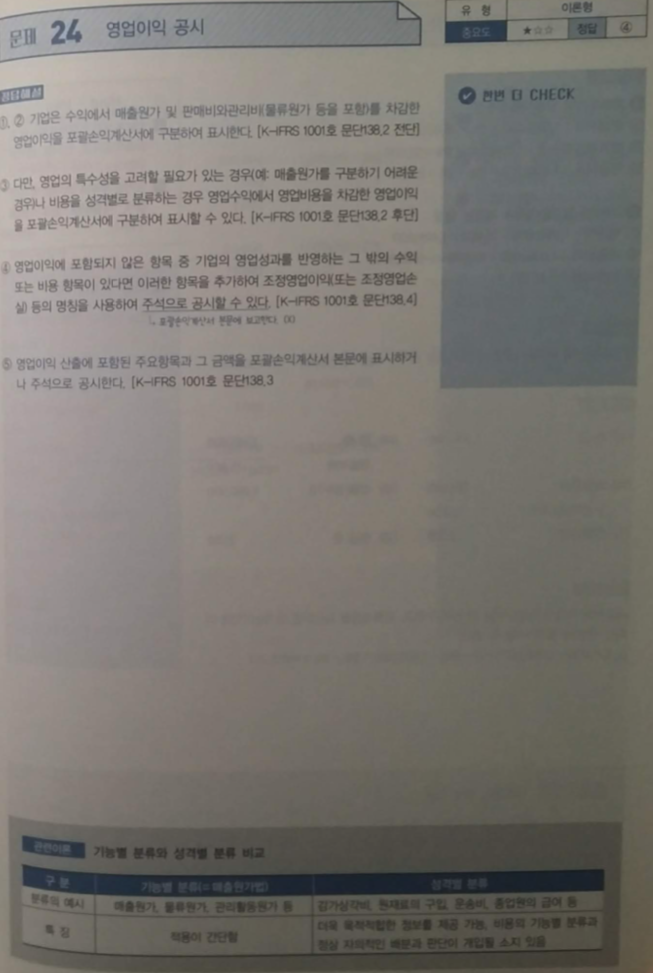 문제 24 영업이익 공시
유 형 이론형
중요도 ★☆☆ 정답 ④
정답해설
①, ② 기업은 수익에서 매출원가 및 판매비와관리비(물류원가 등을 포함)를 차감한
영업이익을 포괄손익계산서에 구분하여 표시한다. [K-IFRS 1001호 문단138.2 전단]
③ 다만, 영업의 특수성을 고려할 필요가 있는 경우(예: 매출원가를 구분하기 어려운
경우)나 비용을 성격별로 분류하는 경우 영업수익에서 영업비용을 차감한 영업이익
을 포괄손익계산서에 구분하여 표시할 수 있다. [K-IFRS 1001호 문단138.2 후단]
④ 영업이익에 포함되지 않은 항목 중 기업의 영업성과를 반영하는 그 밖의 수익
또는 비용 항목이 있다면 이러한 항목을 추가하여 조정영업이익(또는 조정영업손
실) 등의 명칭을 사용하여 주석으로 공시할 수 있다. [K-IFRS 1001호 문단138.4]
포괄손익계산서 본문에 보고한다. (X)
⑤ 영업이익 산출에 포함된 주요항목과 그 금액을 포괄손익계산서 본문에 표시하거
나 주석으로 공시한다. [K-IFRS 1001호 문단138.3
한번 더 CHECK
관련이론 기능별 분류와 성격별 분류 비교
구 분 기능별 분류(=매출원가법) 성격별 분류
분류의 예시 매출원가, 물류원가, 관리활동원가 등 감가상각비, 원재료의 구입, 운송비, 종업원의 급여 등
특 징 적용이 간단함 더욱 목적적합한 정보를 제공 가능, 비용의 기능별 분류과
정상 자의적인 배분과 판단이 개입될 소지 있음